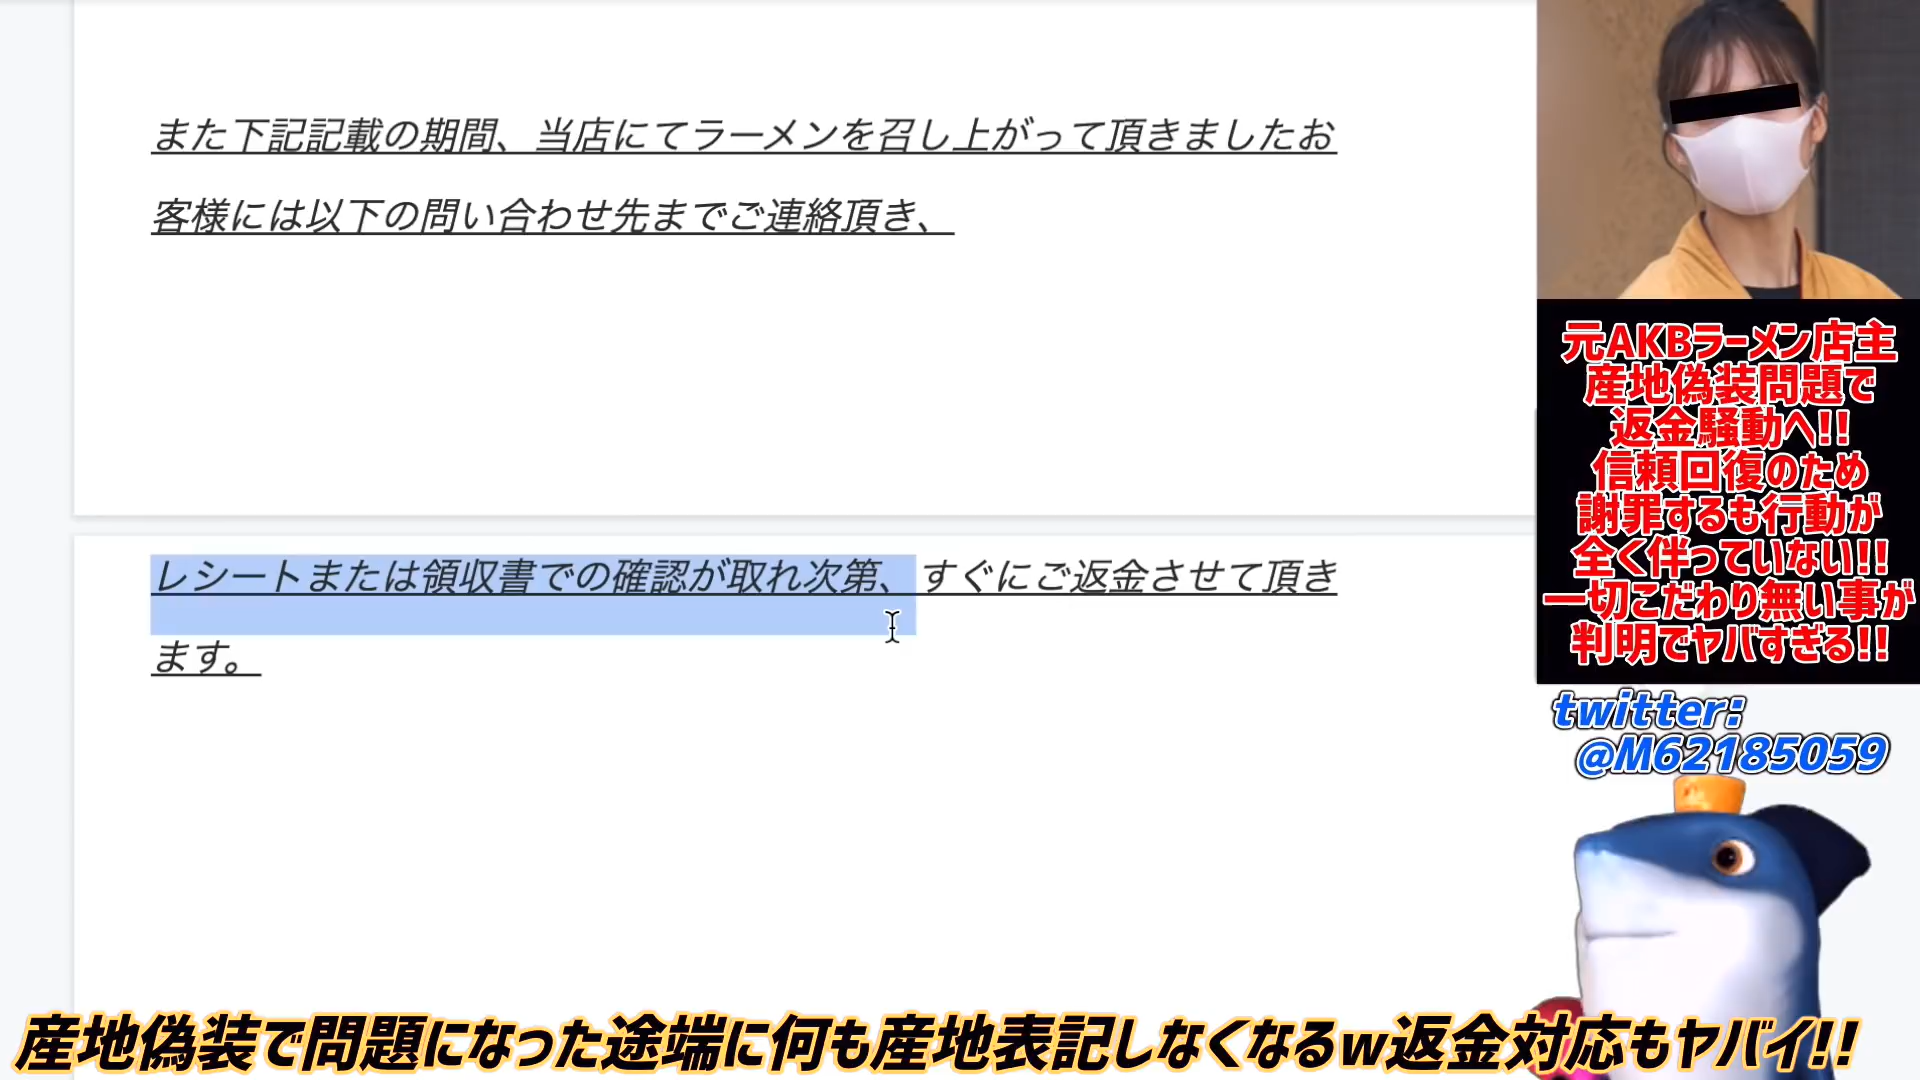 また下記記載の期間、当店にてラーメンを召し上がって頂きましたお
客様には以下の問い合わせ先までご連絡頂き、
レシートまたは領収書での確認が取れ次第、すぐにご返金させて頂き
ます。
元AKBラーメン店主
産地偽装問題で
返金騒動へ!!
信頼回復のため
謝罪するも行動が
全く伴っていない!!
一切こだわり無い事が
判明でヤバすぎる!!
twitter:
@M62185059
産地偽装で問題になった途端に何も産地表記しなくなるw返金対応もヤバイ!!